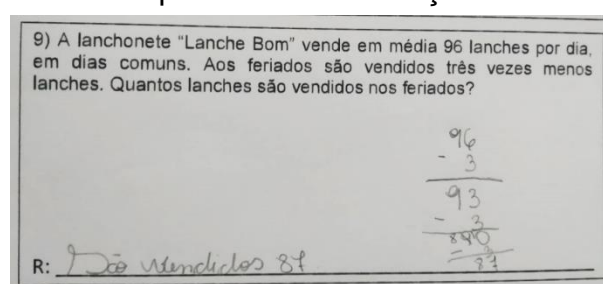 9) A lanchonete “Lanche Bom” vende em média 96 lanches por dia,
em dias comuns. Aos feriados são vendidos três vezes menos
lanches. Quantos lanches são vendidos nos feriados?
96
- 3
93
- 3
890
- 3
87
R: São vendidos 87